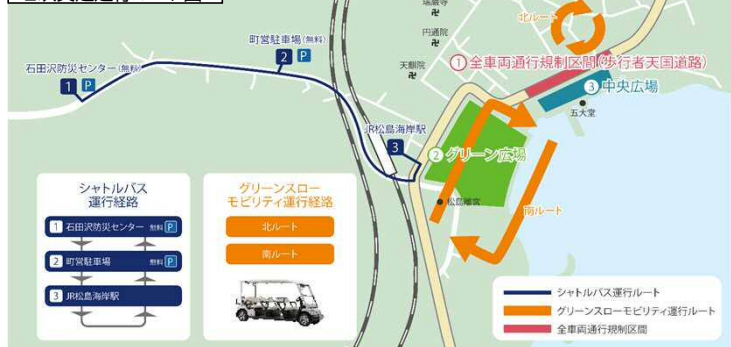 瑞巌寺
円通院
天麟院
北ルート
町営駐車場(無料)
2 P
石田沢防災センター(無料)
1 P
①全車両通行規制区間(歩行者天国道路)
③中央広場
五大堂
JR松島海岸駅
3
②グリーン広場
松島離宮
南ルート
シャトルバス
運行経路
1 石田沢防災センター 無料 P
2 町営駐車場 無料 P
3 JR松島海岸駅
グリーンスロー
モビリティ運行経路
北ルート
南ルート
シャトルバス運行ルート
グリーンスローモビリティ運行ルート
全車両通行規制区間